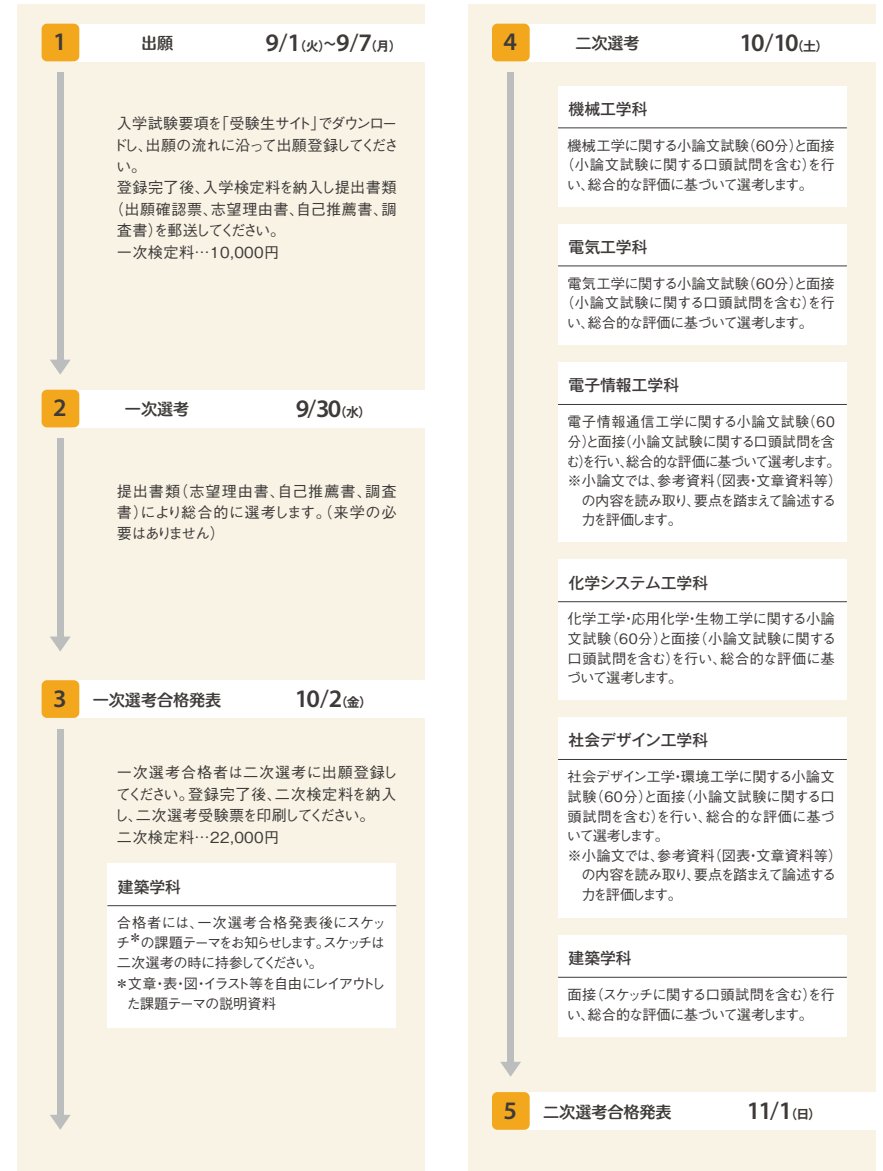 1 出願 9/1(火)~9/7(月)
入学試験要項を「受験生サイト」でダウンロー
ドし、出願の流れに沿って出願登録してくださ
い。
登録完了後、入学検定料を納入し提出書類
(出願確認票、志望理由書、自己推薦書、調
査書)を郵送してください。
一次検定料…10,000円
2 一次選考 9/30(水)
提出書類(志望理由書、自己推薦書、調査
書)により総合的に選考します。(来学の必
要はありません)
3 一次選考合格発表 10/2(金)
一次選考合格者は二次選考に出願登録し
てください。登録完了後、二次検定料を納入
し、二次選考受験票を印刷してください。
二次検定料…22,000円
建築学科
合格者には、一次選考合格発表後にスケッ
チ*の課題テーマをお知らせします。スケッチは
二次選考の時に持参してください。
*文章・表・図・イラスト等を自由にレイアウトし
た課題テーマの説明資料
4 二次選考 10/10(土)
機械工学科
機械工学に関する小論文試験(60分)と面接
(小論文試験に関する口頭試問を含む)を行
い、総合的な評価に基づいて選考します。
電気工学科
電気工学に関する小論文試験(60分)と面接
(小論文試験に関する口頭試問を含む)を行
い、総合的な評価に基づいて選考します。
電子情報工学科
電子情報通信工学に関する小論文試験(60
分)と面接(小論文試験に関する口頭試問を含
む)を行い、総合的な評価に基づいて選考します。
※小論文では、参考資料(図表・文章資料等)
の内容を読み取り、要点を踏まえて論述する
力を評価します。
化学システム工学科
化学工学・応用化学・生物工学に関する小論
文試験(60分)と面接(小論文試験に関する
口頭試問を含む)を行い、総合的な評価に基
づいて選考します。
社会デザイン工学科
社会デザイン工学・環境工学に関する小論文
試験(60分)と面接(小論文試験に関する口
頭試問を含む)を行い、総合的な評価に基づ
いて選考します。
※小論文では、参考資料(図表・文章資料等)
の内容を読み取り、要点を踏まえて論述する
力を評価します。
建築学科
面接(スケッチに関する口頭試問を含む)を行
い、総合的な評価に基づいて選考します。
5 二次選考合格発表 11/1(日)